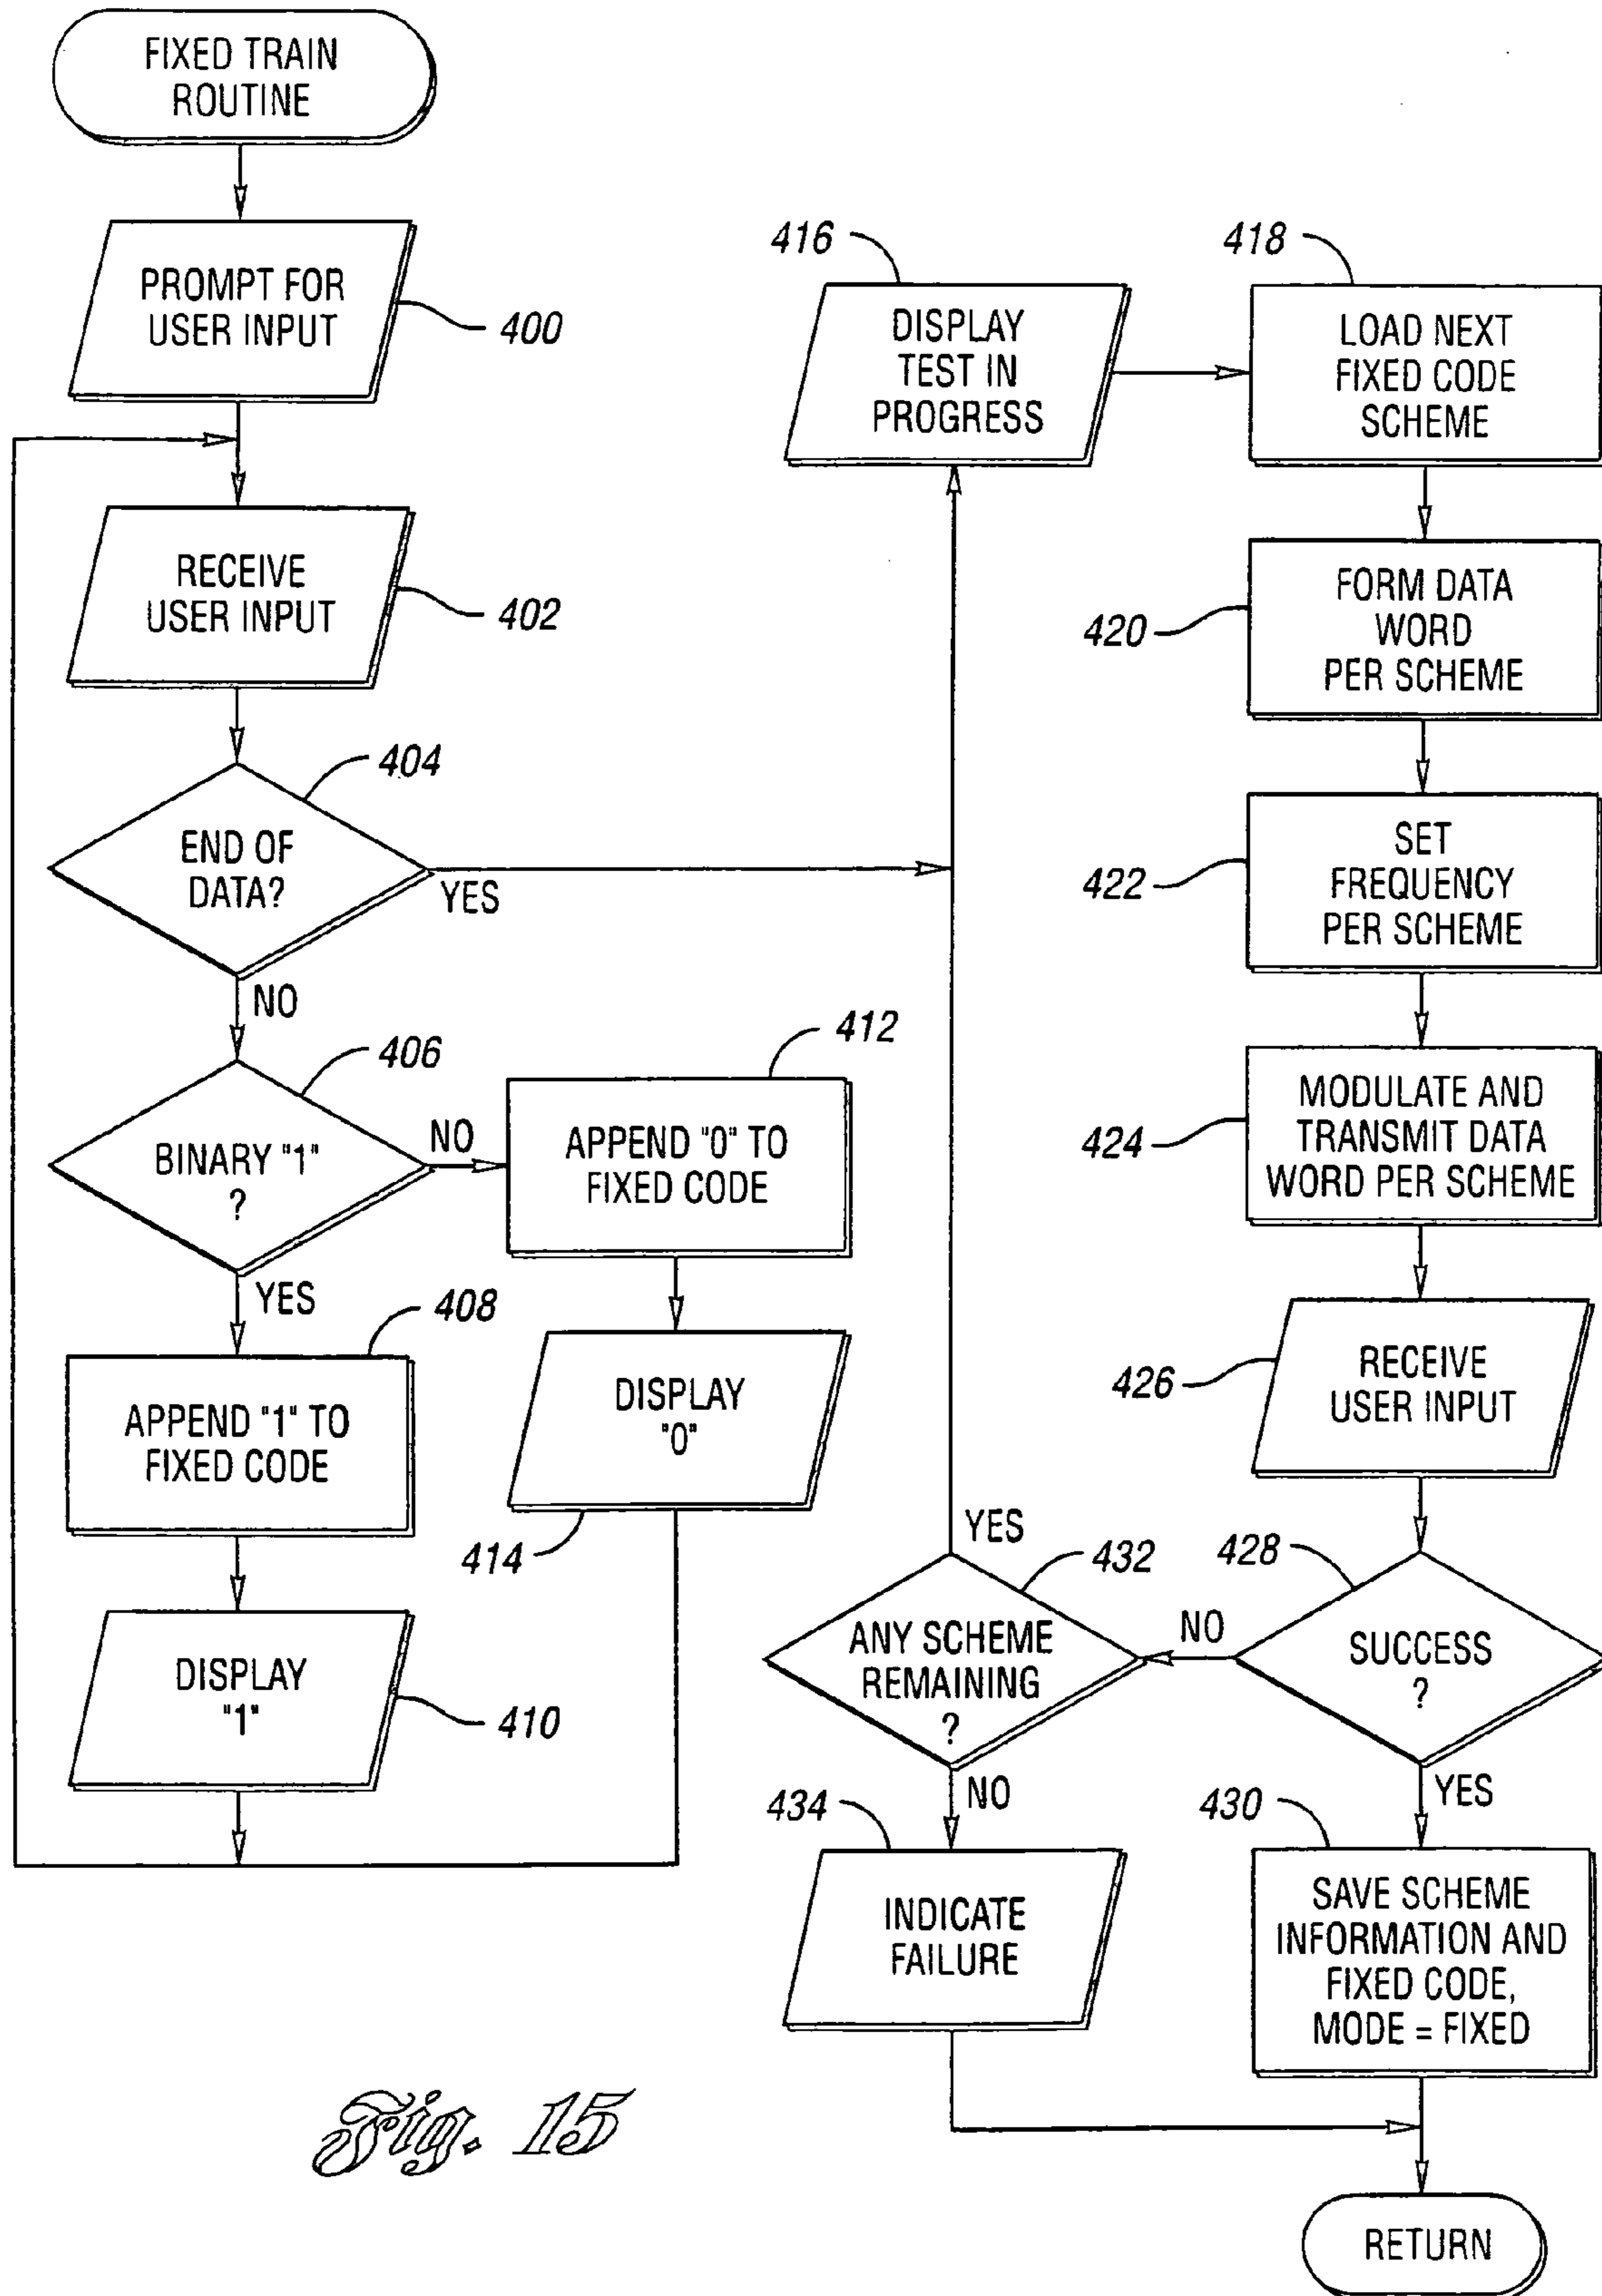 FIXED TRAIN
ROUTINE
PROMPT FOR
USER INPUT
400
RECEIVE
USER INPUT
402
404
END OF
DATA?
YES
NO
406
BINARY "1"
?
NO
YES
412
APPEND "0" TO
FIXED CODE
408
APPEND "1" TO
FIXED CODE
DISPLAY
"0"
414
DISPLAY
"1"
410
416
DISPLAY
TEST IN
PROGRESS
418
LOAD NEXT
FIXED CODE
SCHEME
420
FORM DATA
WORD
PER SCHEME
422
SET
FREQUENCY
PER SCHEME
424
MODULATE AND
TRANSMIT DATA
WORD PER SCHEME
426
RECEIVE
USER INPUT
428
SUCCESS
?
NO
YES
432
ANY SCHEME
REMAINING
?
YES
NO
434
INDICATE
FAILURE
430
SAVE SCHEME
INFORMATION AND
FIXED CODE,
MODE = FIXED
RETURN
Fig. 15